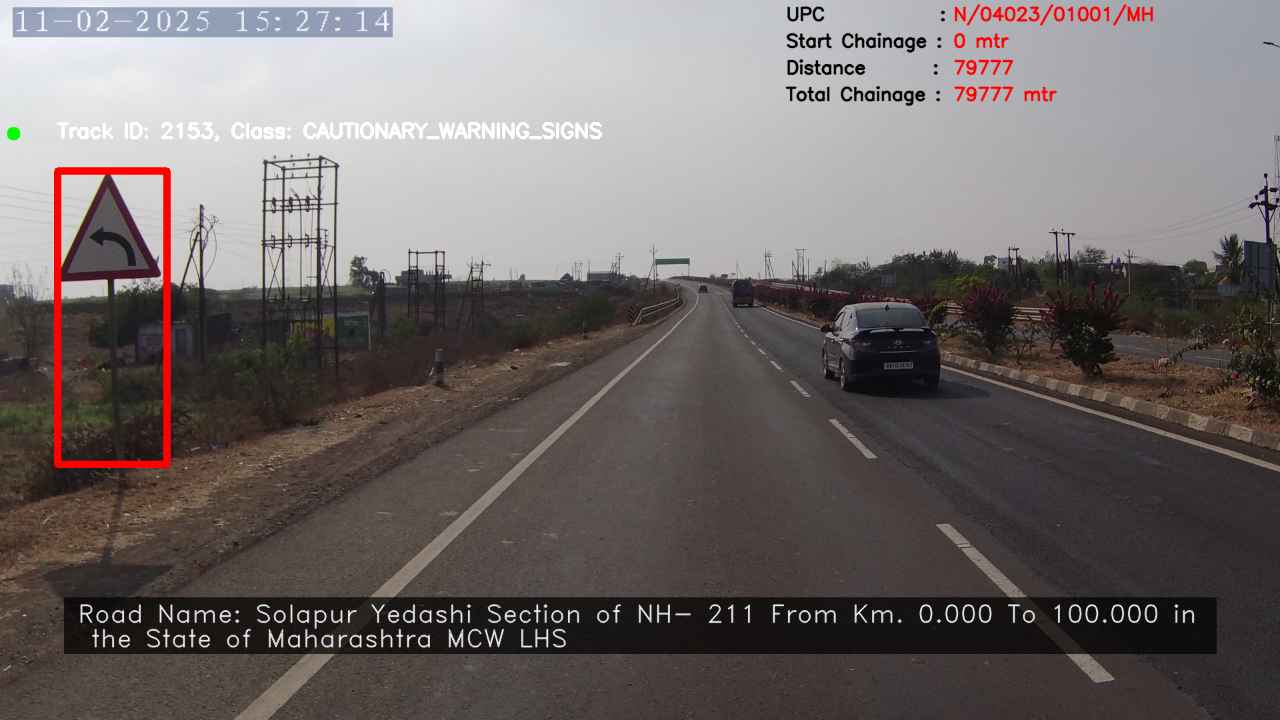 11-02-2025 15:27:14
UPC : N/04023/01001/MH
Start Chainage : 0 mtr
Distance : 79777
Total Chainage : 79777 mtr
Track ID: 2153, Class: CAUTIONARY_WARNING_SIGNS
Road Name: Solapur Yedashi Section of NH- 211 From Km. 0.000 To 100.000 in
the State of Maharashtra MCW LHS